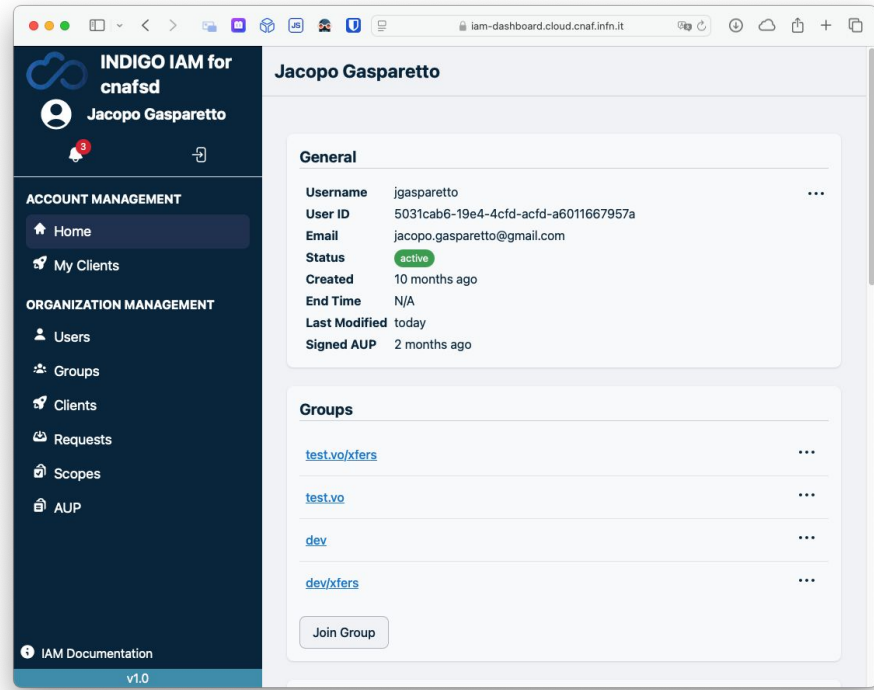 iam-dashboard.cloud.cnaf.infn.it
INDIGO IAM for
cnafsd
Jacopo Gasparetto
3
ACCOUNT MANAGEMENT
Home
My Clients
ORGANIZATION MANAGEMENT
Users
Groups
Clients
Requests
Scopes
AUP
IAM Documentation
v1.0
Jacopo Gasparetto
General
Username jgasparetto
User ID 5031cab6-19e4-4cfd-acfd-a6011667957a
Email jacopo.gasparetto@gmail.com
Status active
Created 10 months ago
End Time N/A
Last Modified today
Signed AUP 2 months ago
Groups
test.vo/xfers
test.vo
dev
dev/xfers
Join Group